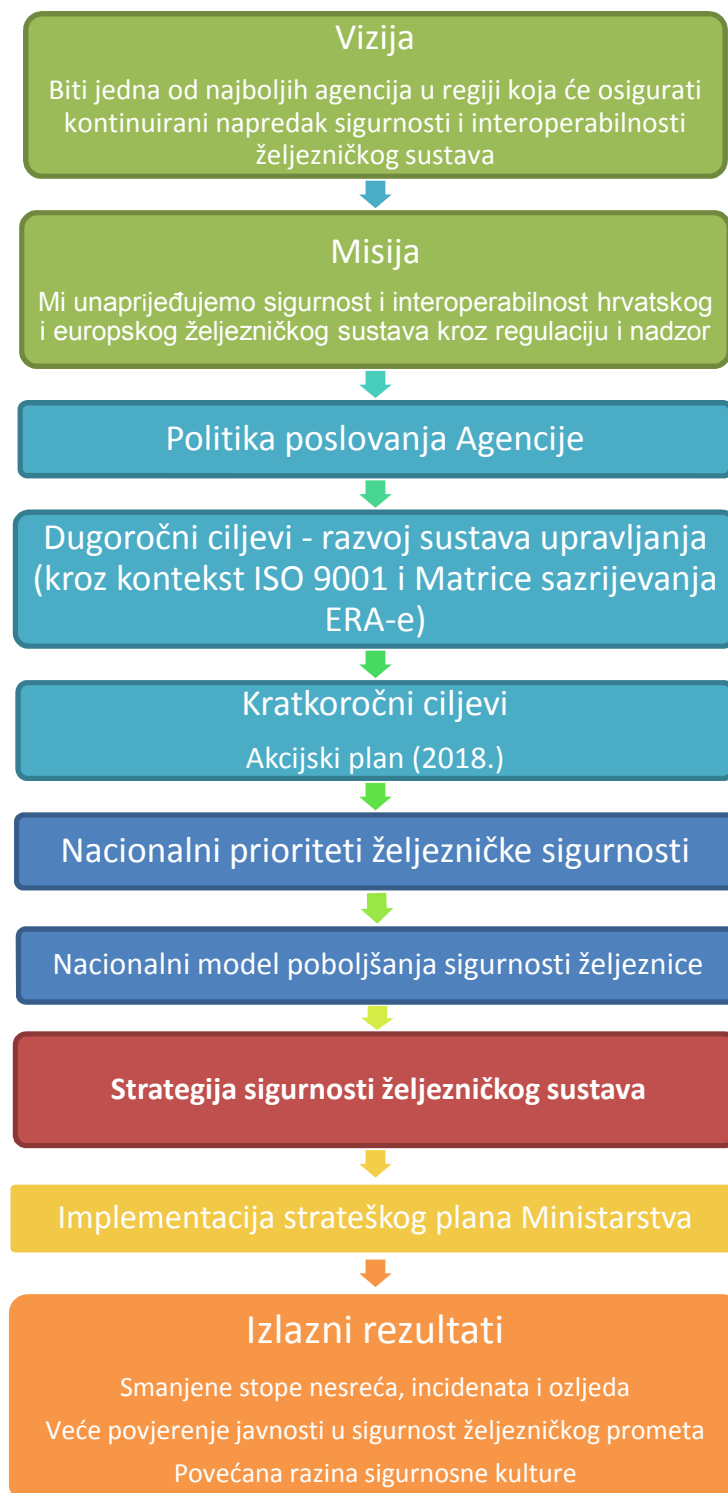 Vizija
Biti jedna od najboljih agencija u regiji koja će osigurati
kontinuirani napredak sigurnosti i interoperabilnosti
željezničkog sustava
Misija
Mi unaprijeđujemo sigurnost i interoperabilnost hrvatskog
i europskog željezničkog sustava kroz regulaciju i nadzor
Politika poslovanja Agencije
Dugoročni ciljevi - razvoj sustava upravljanja
(kroz kontekst ISO 9001 i Matrice sazrijevanja
ERA-e)
Kratkoročni ciljevi
Akcijski plan (2018.)
Nacionalni prioriteti željezničke sigurnosti
Nacionalni model poboljšanja sigurnosti željeznice
Strategija sigurnosti željezničkog sustava
Implementacija strateškog plana Ministarstva
Izlazni rezultati
Smanjene stope nesreća, incidenata i ozljeda
Veće povjerenje javnosti u sigurnost željezničkog prometa
Povećana razina sigurnosne kulture